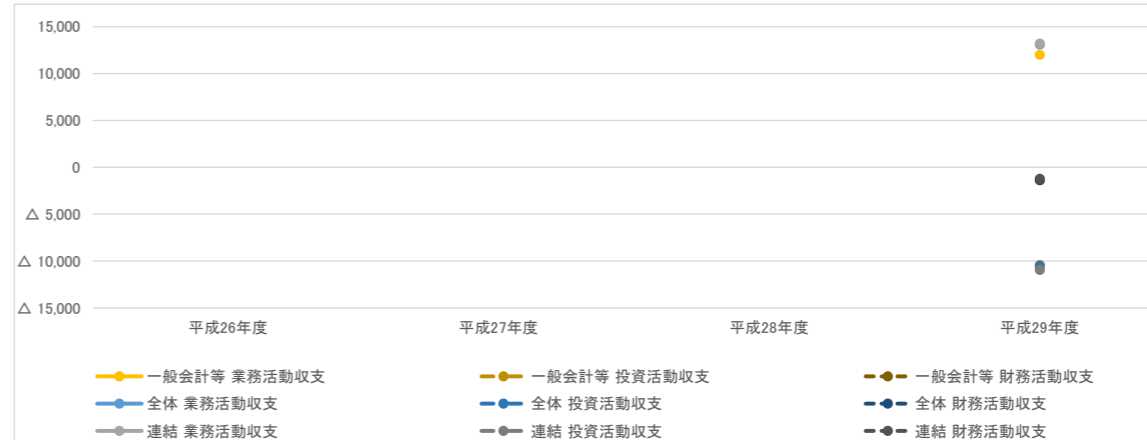 15,000
10,000
5,000
0
△ 5,000
△ 10,000
△ 15,000
平成26年度 平成27年度 平成28年度 平成29年度
一般会計等 業務活動収支 一般会計等 投資活動収支 一般会計等 財務活動収支
全体 業務活動収支 全体 投資活動収支 全体 財務活動収支
連結 業務活動収支 連結 投資活動収支 連結 財務活動収支